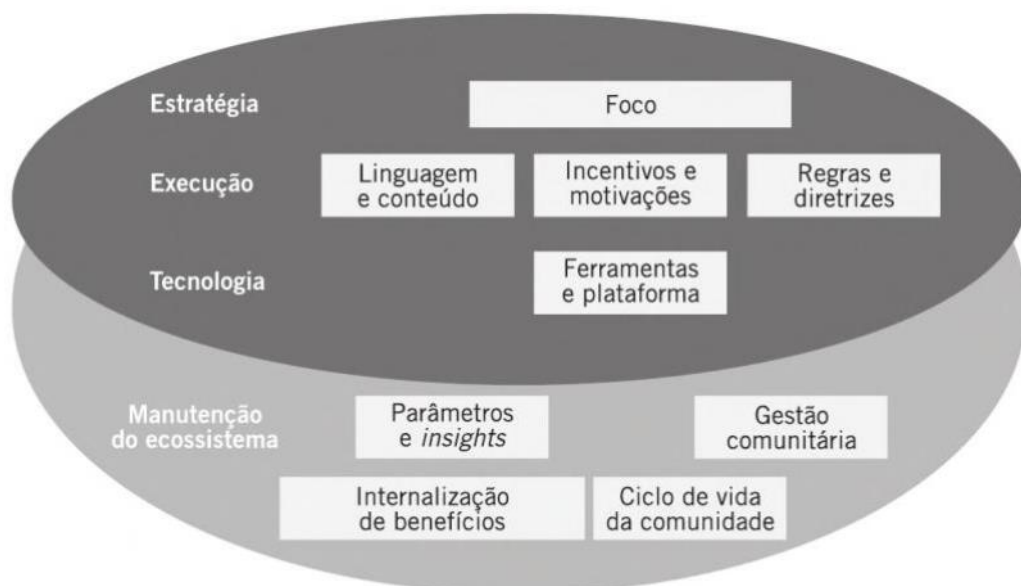 Estratégia
Foco
Execução
Linguagem
e conteúdo
Incentivos e
motivações
Regras e
diretrizes
Tecnologia
Ferramentas
e plataforma
Manutenção
do ecossistema
Parâmetros
e insights
Gestão
comunitária
Internalização
de benefícios
Ciclo de vida
da comunidade